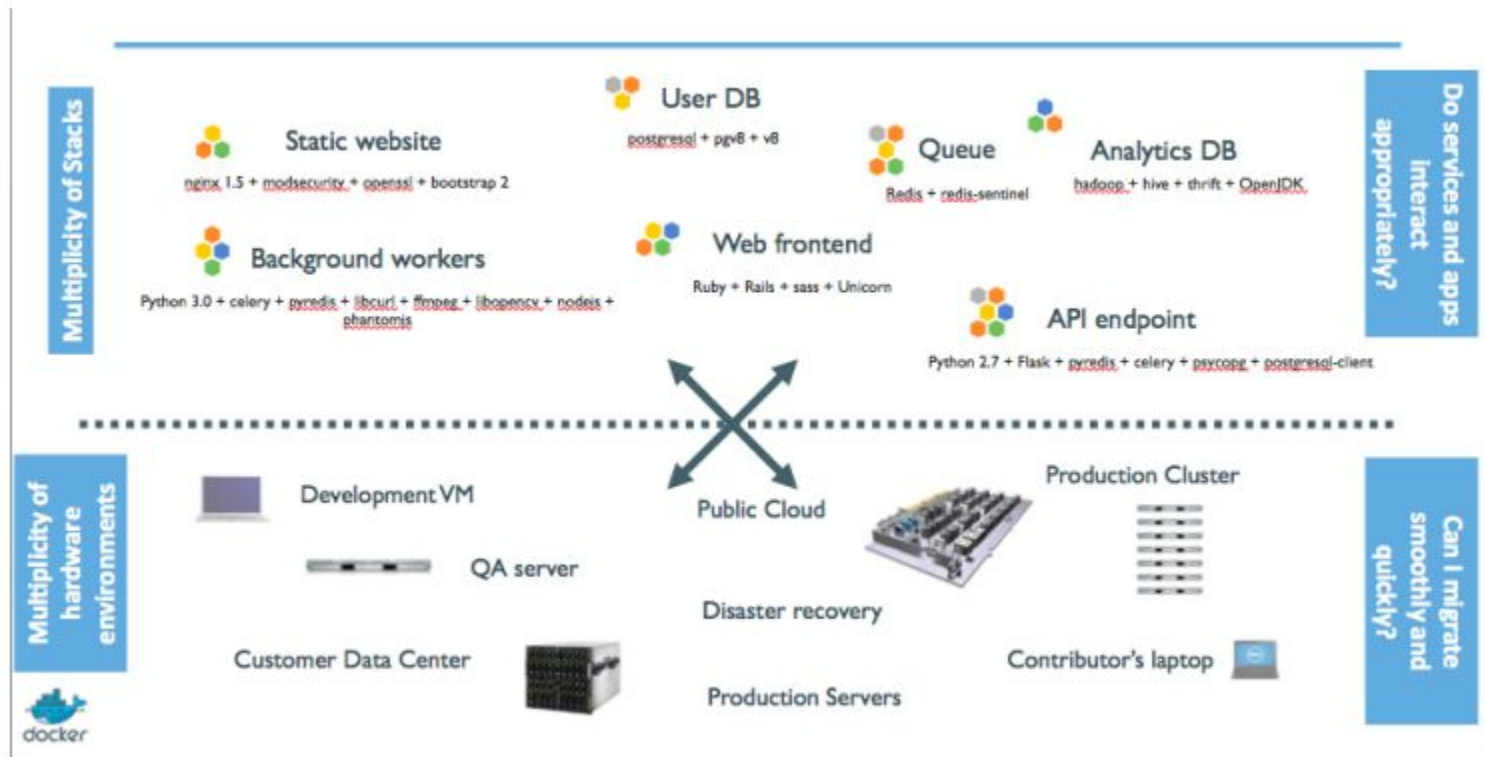 Multiplicity of Stacks
Static website
nginx 1.5 + modsecurity + openssl + bootstrap 2
Background workers
Python 3.0 + celery + pyredis + libcurl + ffmpeg + libopencv + nodejs +
phantomjs
User DB
postgresql + pgv8 + v8
Web frontend
Ruby + Rails + sass + Unicorn
Queue
Redis + redis-sentinel
Analytics DB
hadoop + hive + thrift + OpenJDK
API endpoint
Python 2.7 + Flask + pyredis + celery + psycopg + postgresql-client
Do services and apps
interact
appropriately?
Multiplicity of
hardware
environments
Development VM
QA server
Customer Data Center
Public Cloud
Disaster recovery
Production Servers
Production Cluster
Contributor's laptop
Can I migrate
smoothly and
quickly?
docker